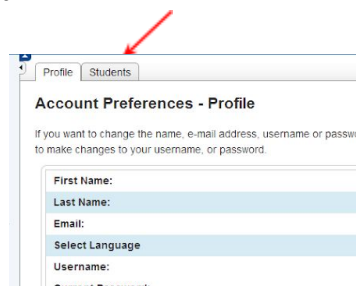 Profile Students
Account Preferences - Profile
If you want to change the name, e-mail address, username or
to make changes to your username, or password.
First Name:
Last Name:
Email:
Select Language
Username: